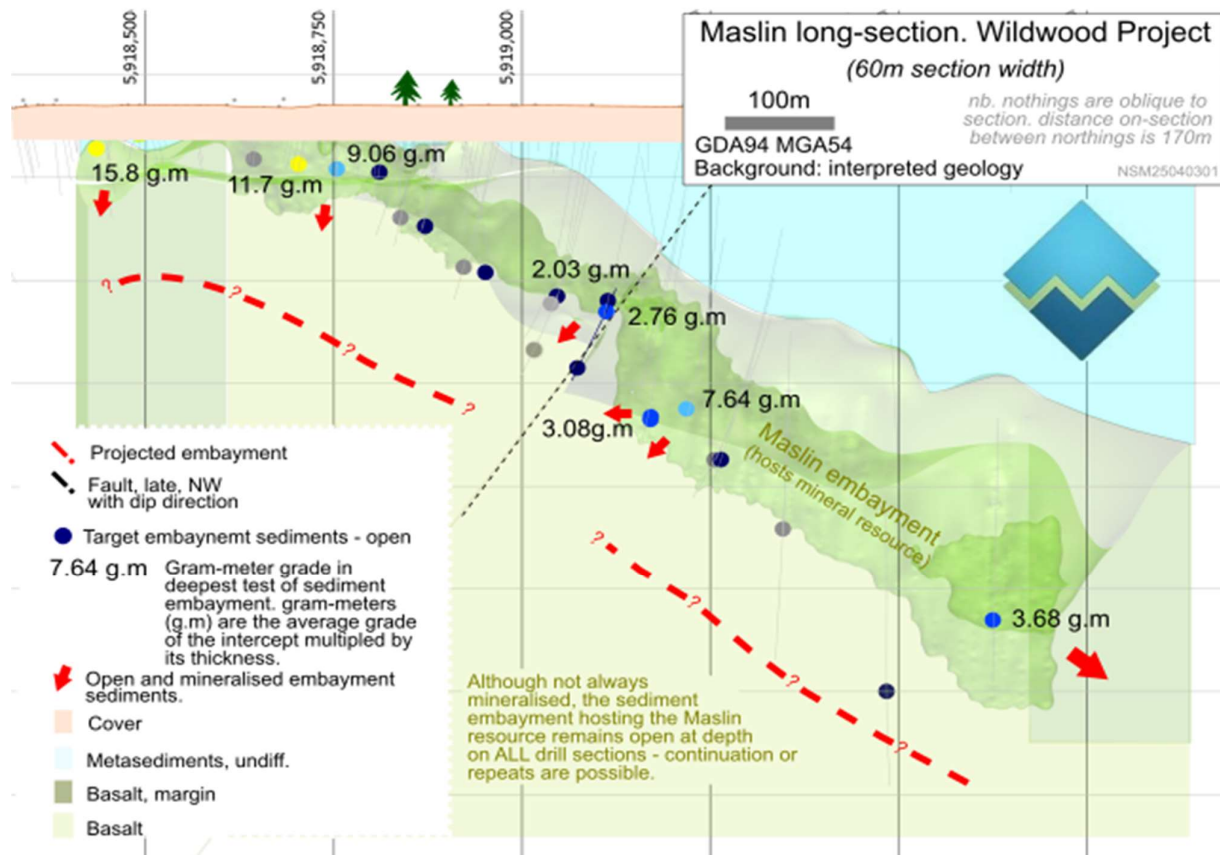 5,918,500
5,918,750
5,919,000
Maslin long-section. Wildwood Project
(60m section width)
100m
nb. nothings are oblique to
section. distance on-section
between northings is 170m
GDA94 MGA54
Background: interpreted geology
NSM25040301
15.8 g.m
11.7 g.m
9.06 g.m
2.03 g.m
2.76 g.m
7.64 g.m
3.08g.m
3.68 g.m
?
?
?
?
?
?
?
?
Maslin embayment
(hosts mineral resource)
Projected embayment
Fault, late, NW
with dip direction
Target embaynemt sediments - open
7.64 g.m
Gram-meter grade in
deepest test of sediment
embayment. gram-meters
(g.m) are the average grade
of the intercept multipled by
its thickness.
Open and mineralised embayment
sediments.
Cover
Metasediments, undiff.
Basalt, margin
Basalt
Although not always
mineralised, the sediment
embayment hosting the Maslin
resource remains open at depth
on ALL drill sections - continuation or
repeats are possible.